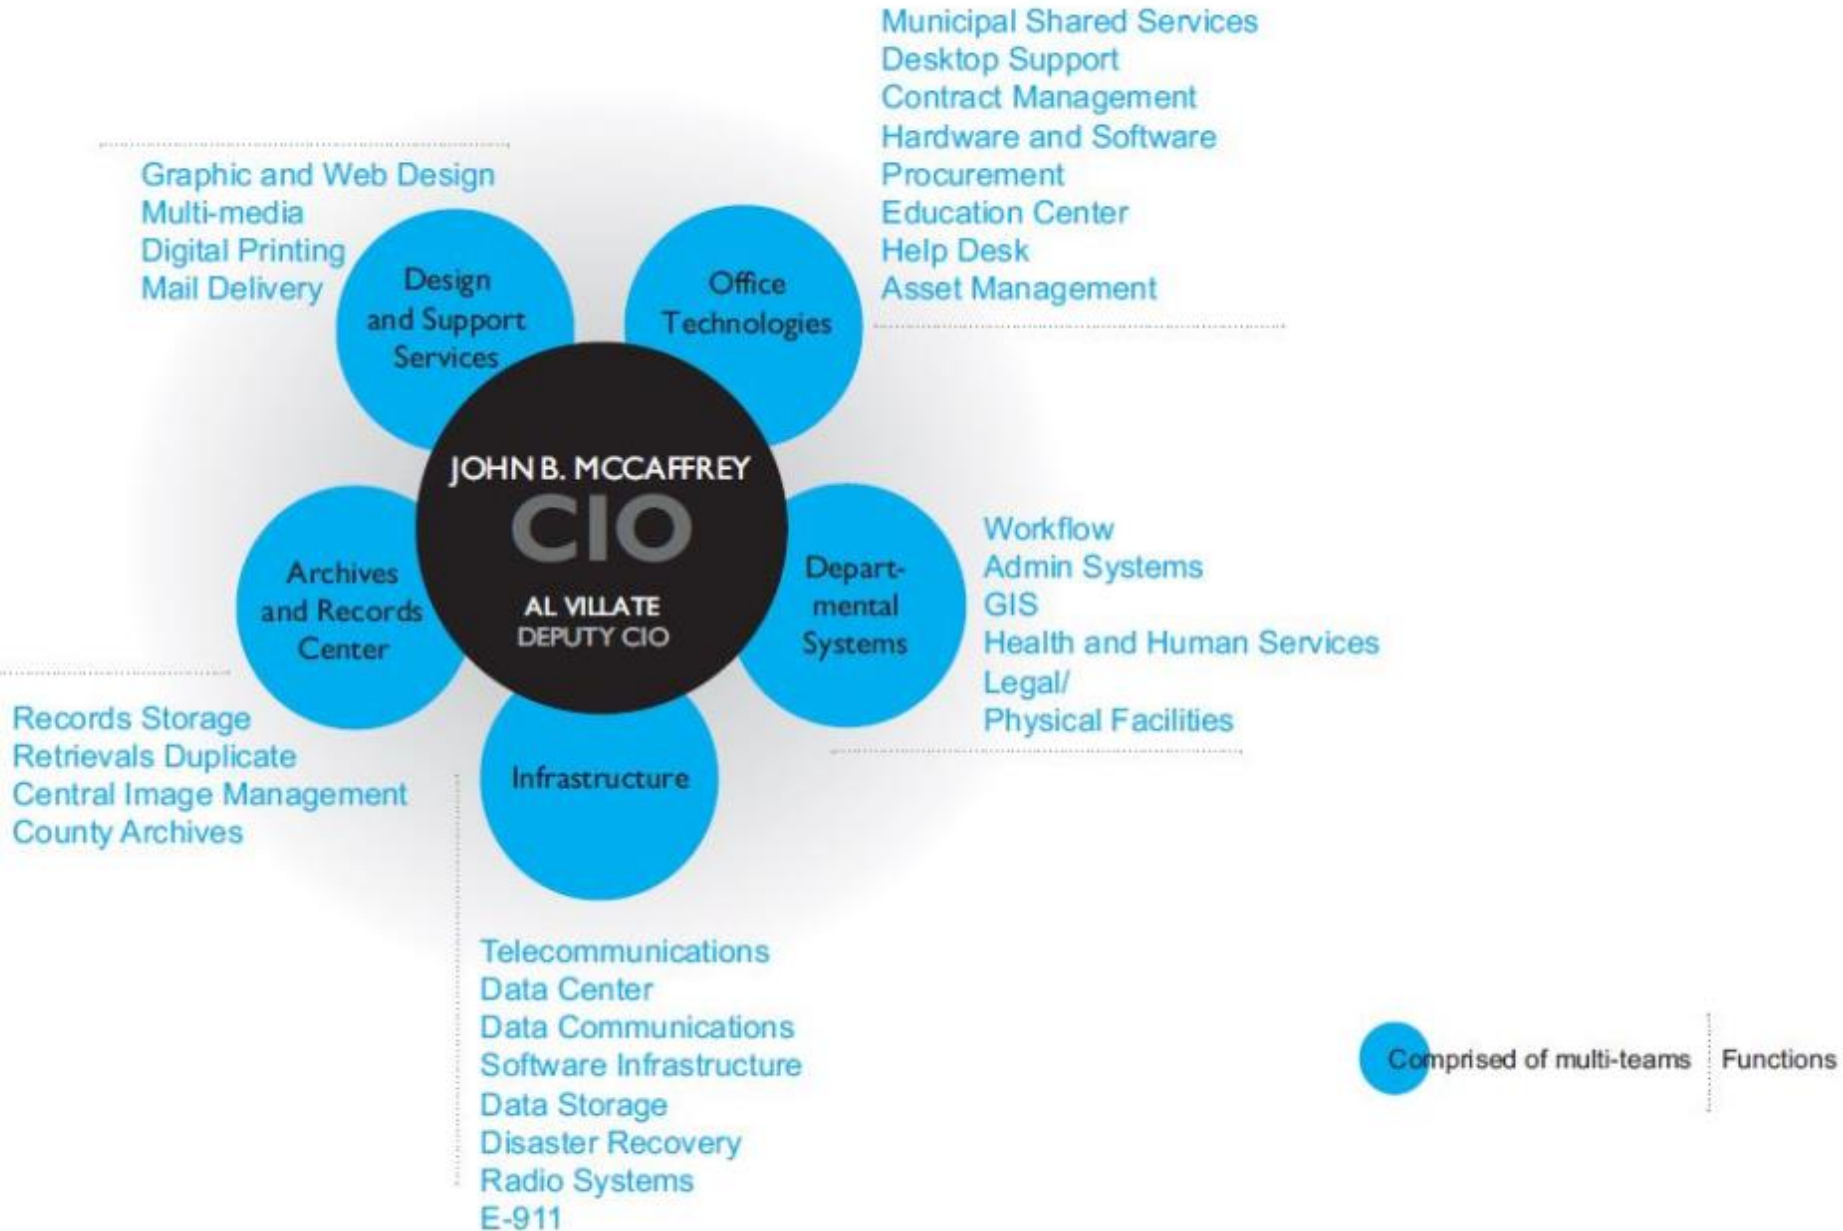 Municipal Shared Services
Desktop Support
Contract Management
Hardware and Software
Procurement
Education Center
Help Desk
Asset Management
Graphic and Web Design
Multi-media
Digital Printing
Mail Delivery
Design
and Support
Services
Office
Technologies
JOHN B. MCCAFFREY
CIO
AL VILLATE
DEPUTY CIO
Archives
and Records
Center
Depart-
mental
Systems
Workflow
Admin Systems
GIS
Health and Human Services
Legal/
Physical Facilities
Records Storage
Retrievals Duplicate
Central Image Management
County Archives
Infrastructure
Telecommunications
Data Center
Data Communications
Software Infrastructure
Data Storage
Disaster Recovery
Radio Systems
E-911
Comprised of multi-teams
Functions